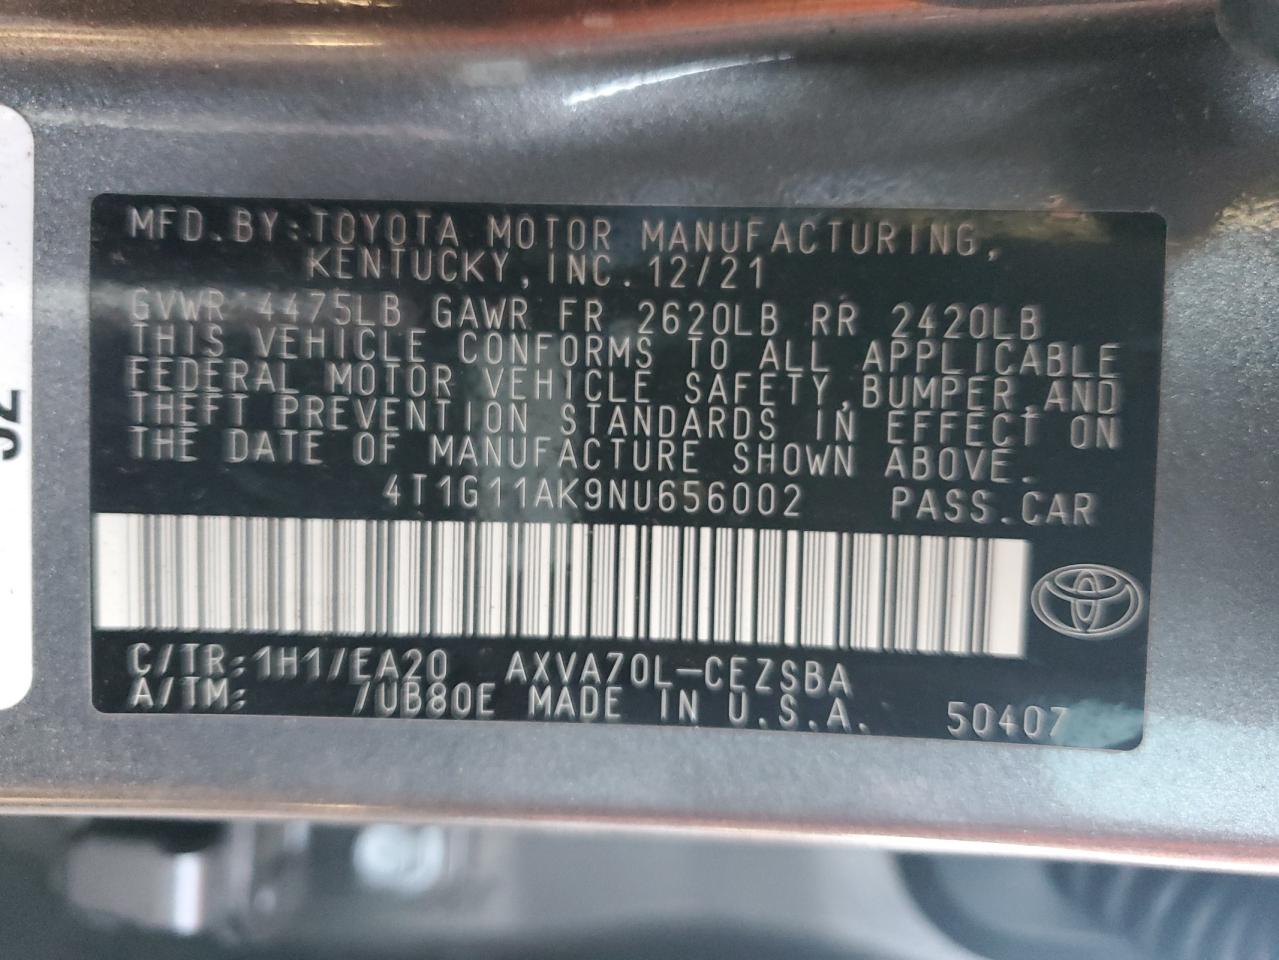 MFD.BY:TOYOTA MOTOR MANUFACTURING,
KENTUCKY,INC. 12/21
GVWR 4475LB GAWR FR 2620LB RR 2420LB
THIS VEHICLE CONFORMS TO ALL APPLICABLE
FEDERAL MOTOR VEHICLE SAFETY,BUMPER,AND
THEFT PREVENTION STANDARDS IN EFFECT ON
THE DATE OF MANUFACTURE SHOWN ABOVE.
4T1G11AK9NU656002 PASS.CAR
C/TR:1H1/EA20 AXVA70L-CEZSBA
A/TM: /UB80E MADE IN U.S.A. 50407